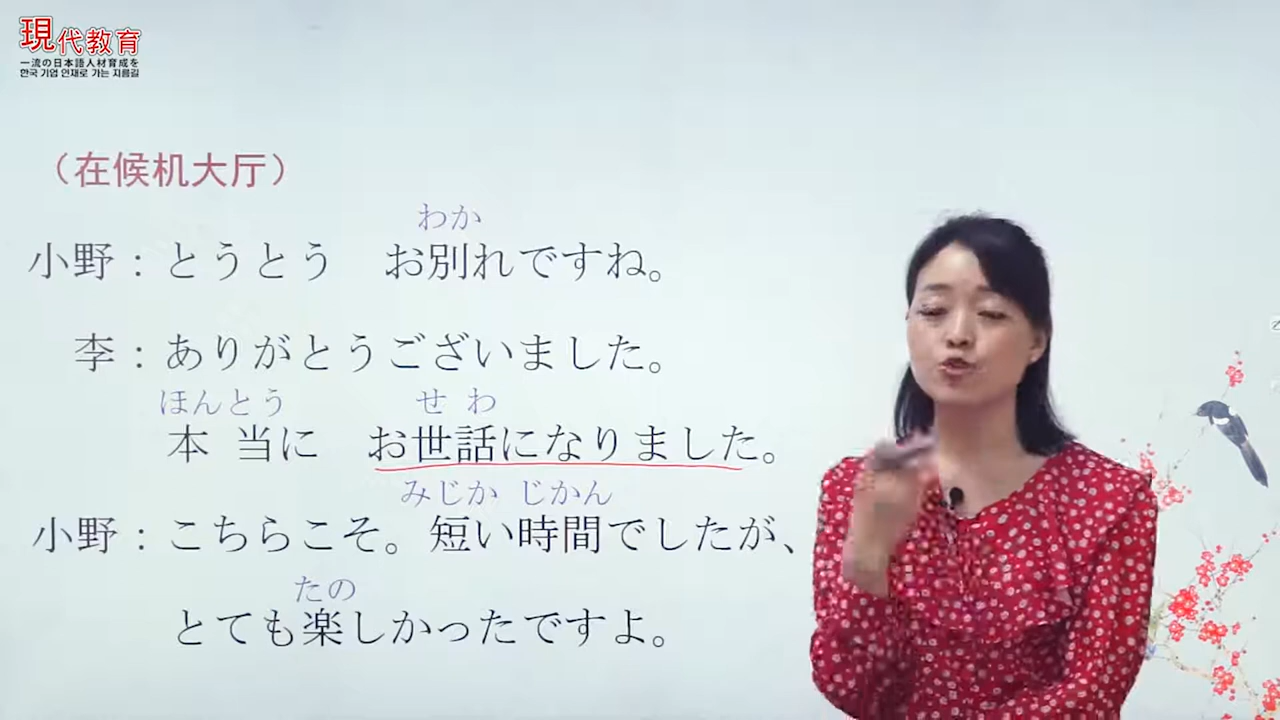 現代教育
一流の日本語人材育成を
한국 기업 인재로 가는 지름길
（在候机大厅）
わか
小野：とうとう　お別れですね。
李：ありがとうございました。
ほんとう　せ わ
本 当に　お世話になりました。
みじか じかん
小野：こちらこそ。短い時間でしたが、
たの
とても楽しかったですよ。